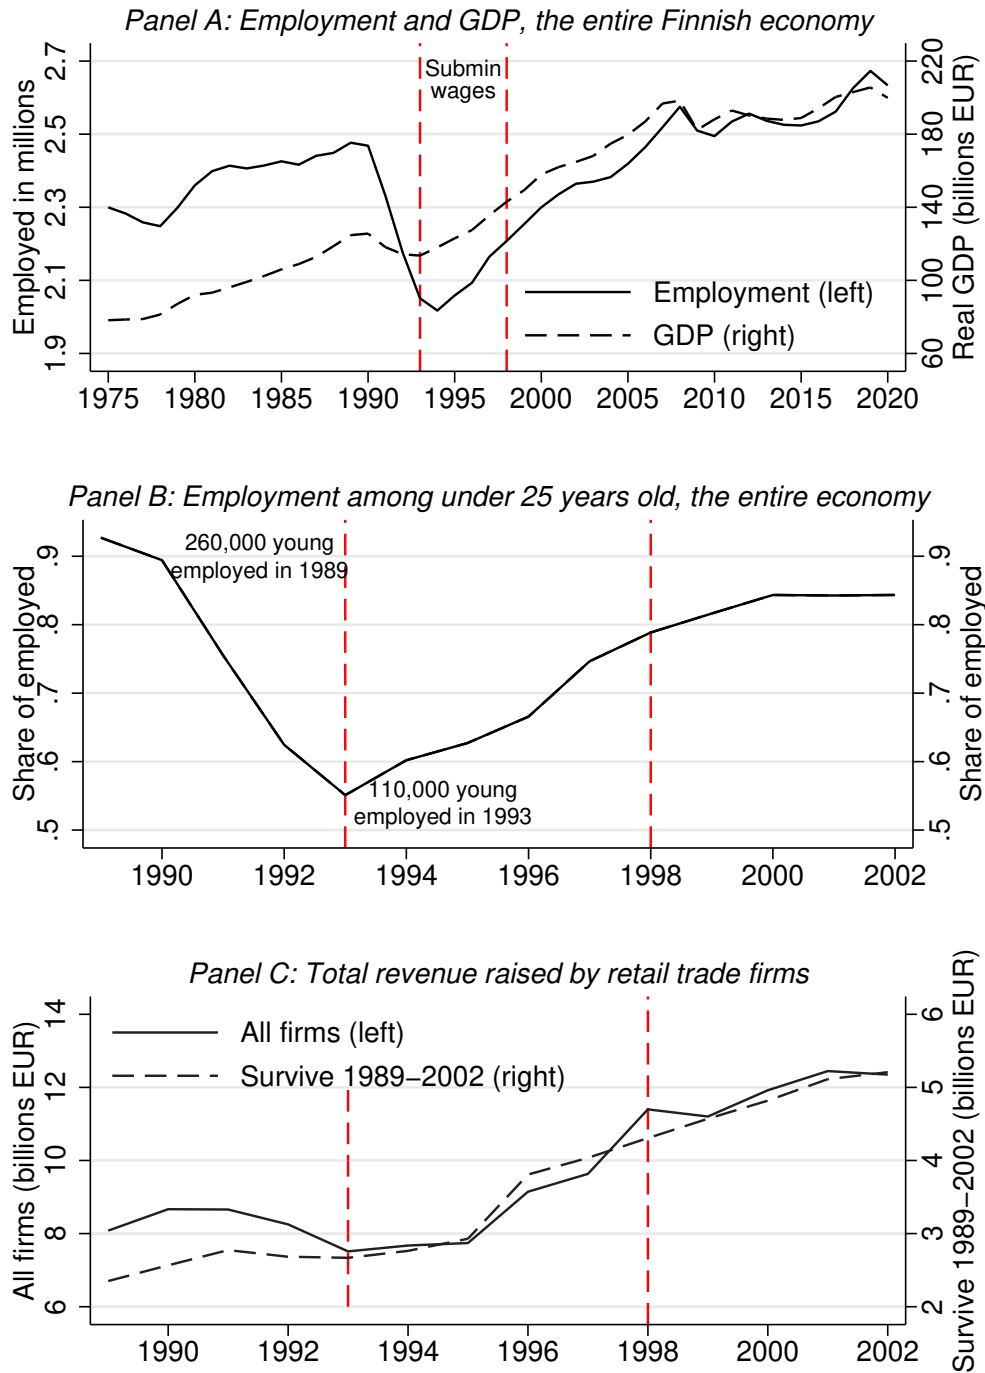 Panel A: Employment and GDP, the entire Finnish economy
Employed in millions
1.9 2.1 2.3 2.5 2.7
Submin
wages
Employment (left)
GDP (right)
60 100 140 180 220
Real GDP (billions EUR)
1975 1980 1985 1990 1995 2000 2005 2010 2015 2020
Panel B: Employment among under 25 years old, the entire economy
Share of employed
.5 .6 .7 .8 .9
260,000 young
employed in 1989
110,000 young
employed in 1993
.5 .6 .7 .8 .9
Share of employed
1990 1992 1994 1996 1998 2000 2002
Panel C: Total revenue raised by retail trade firms
All firms (billions EUR)
6 8 10 12 14
All firms (left)
Survive 1989−2002 (right)
2 3 4 5 6
Survive 1989−2002 (billions EUR)
1990 1992 1994 1996 1998 2000 2002